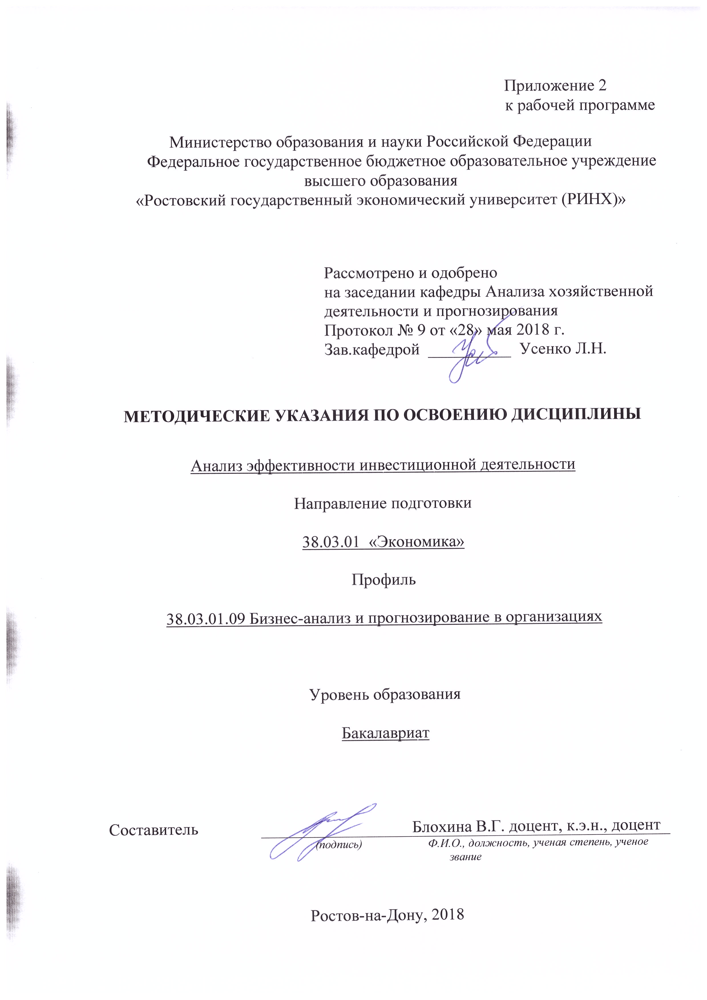 Приложение 2
к рабочей программе
Министерство образования и науки Российской Федерации
Федеральное государственное бюджетное образовательное учреждение
высшего образования
«Ростовский государственный экономический университет (РИНХ)»
Рассмотрено и одобрено
на заседании кафедры Анализа хозяйственной
деятельности и прогнозирования
Протокол № 9 от «28» мая 2018 г.
Зав.кафедрой __________ Усенко Л.Н.
МЕТОДИЧЕСКИЕ УКАЗАНИЯ ПО ОСВОЕНИЮ ДИСЦИПЛИНЫ
Анализ эффективности инвестиционной деятельности
Направление подготовки
38.03.01 «Экономика»
Профиль
38.03.01.09 Бизнес-анализ и прогнозирование в организациях
Уровень образования
Бакалавриат
Составитель Блохина В.Г. доцент, к.э.н., доцент
(подпись) Ф.И.О., должность, ученая степень, ученое
звание
Ростов-на-Дону, 2018